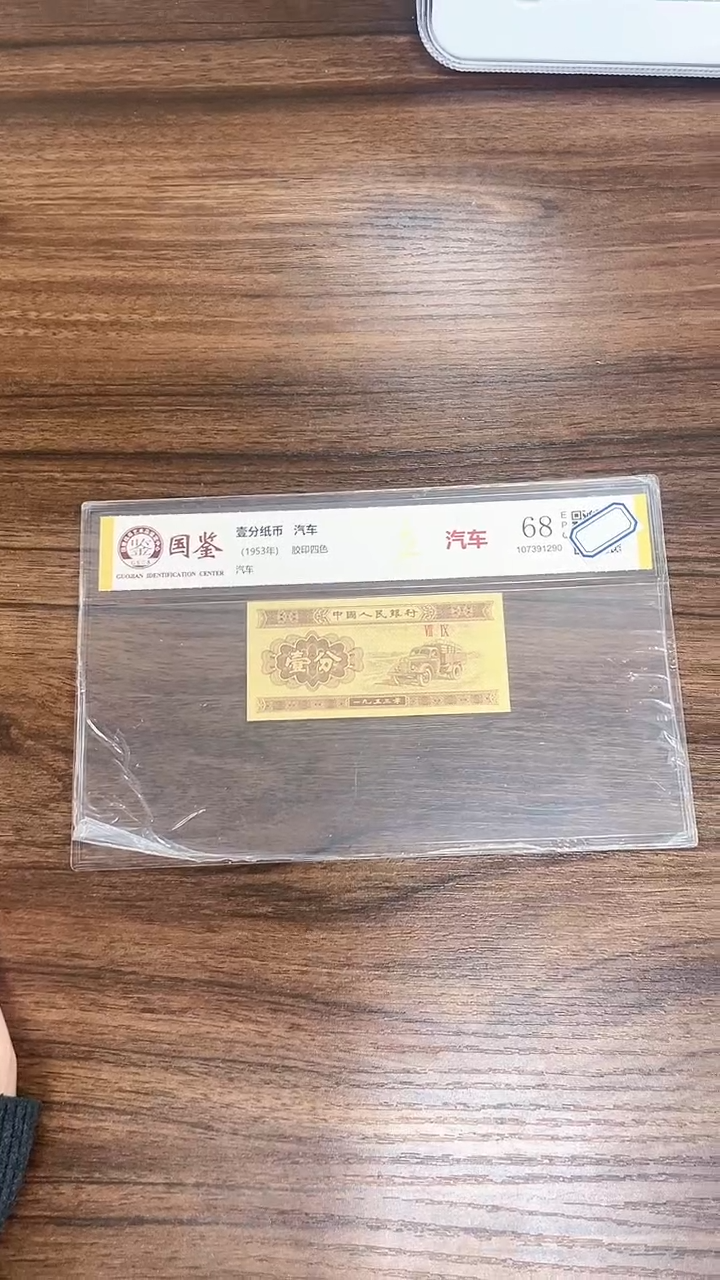 国鉴
GUOJIAN IDENTIFICATION CENTER
壹分纸币 汽车
(1953年) 胶印四色
汽车
汽车
68
E
P
107391290
中国人民银行
VII IX
壹分
一九五三年